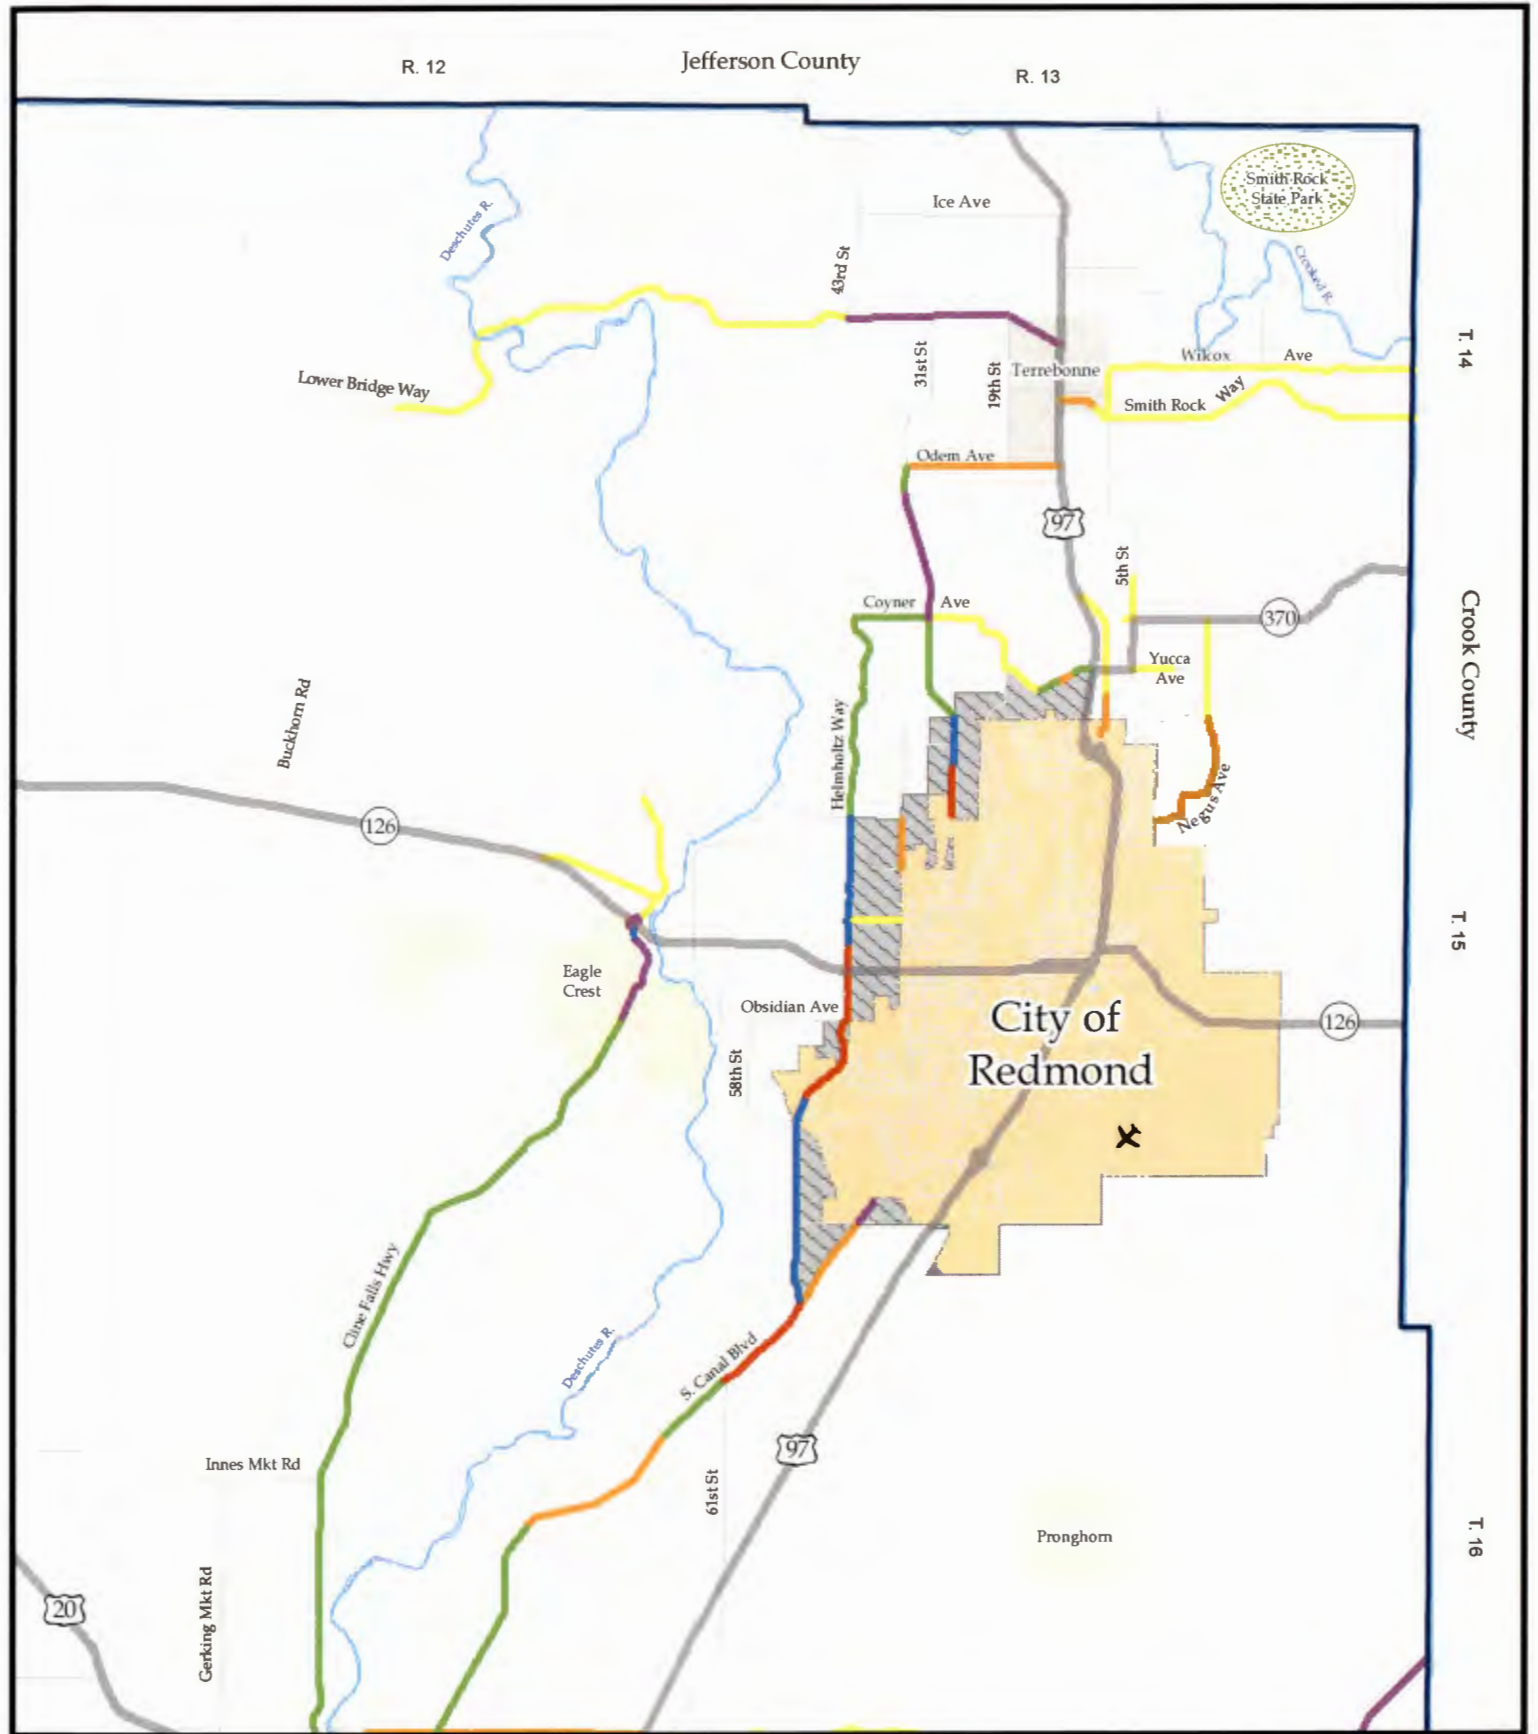 Jefferson County
R. 12
R. 13
Smith Rock
State Park
Ice Ave
Deschutes R.
Crooked R.
43rd St
T. 14
31st St
19th St
Terrebonne
Wilcox Ave
Lower Bridge Way
Smith Rock Way
Odem Ave
97
5th St
Coyner Ave
370
Crook County
Yucca
Ave
Buckhorn Rd
Helmholtz Way
Negus Ave
126
T. 15
Eagle
Crest
Obsidian Ave
City of
Redmond
126
58th St
Cline Falls Hwy
Deschutes R.
S. Canal Blvd
97
Innes Mkt Rd
61st St
Pronghorn
T. 16
20
Gerking Mkt Rd